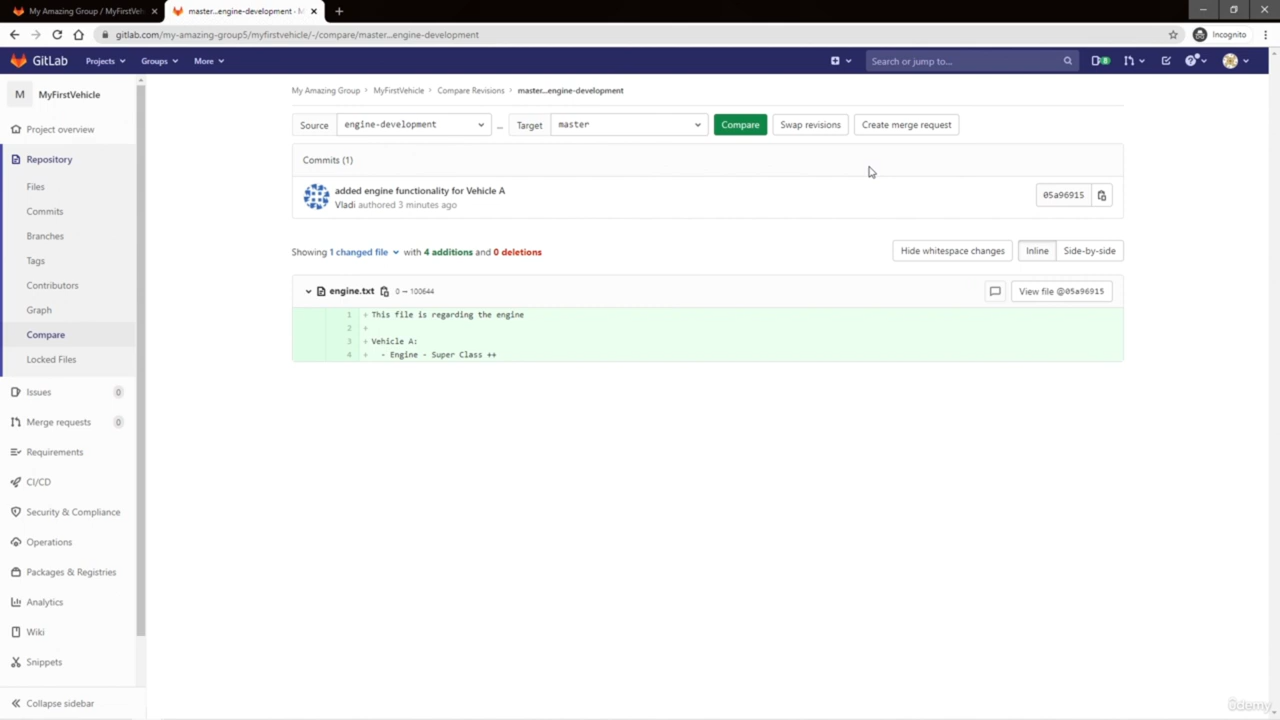 My Amazing Group / MyFirstVehicle
master...engine-development · M
gitlab.com/my-amazing-group5/myfirstvehicle/-/compare/master...engine-development
Incognito
GitLab
Projects
Groups
More
Search or jump to...
8
M
MyFirstVehicle
Project overview
Repository
Files
Commits
Branches
Tags
Contributors
Graph
Compare
Locked Files
Issues
0
Merge requests
0
Requirements
CI/CD
Security & Compliance
Operations
Packages & Registries
Analytics
Wiki
Snippets
Collapse sidebar
My Amazing Group > MyFirstVehicle > Compare Revisions > master...engine-development
Source engine-development ... Target master Compare Swap revisions Create merge request
Commits (1)
added engine functionality for Vehicle A
Vladi authored 3 minutes ago
05a96915
Showing 1 changed file with 4 additions and 0 deletions
Hide whitespace changes Inline Side-by-side
engine.txt 0 → 100644
View file @05a96915
1 + This file is regarding the engine
2 +
3 + Vehicle A:
4 + - Engine - Super Class ++
ûdemy